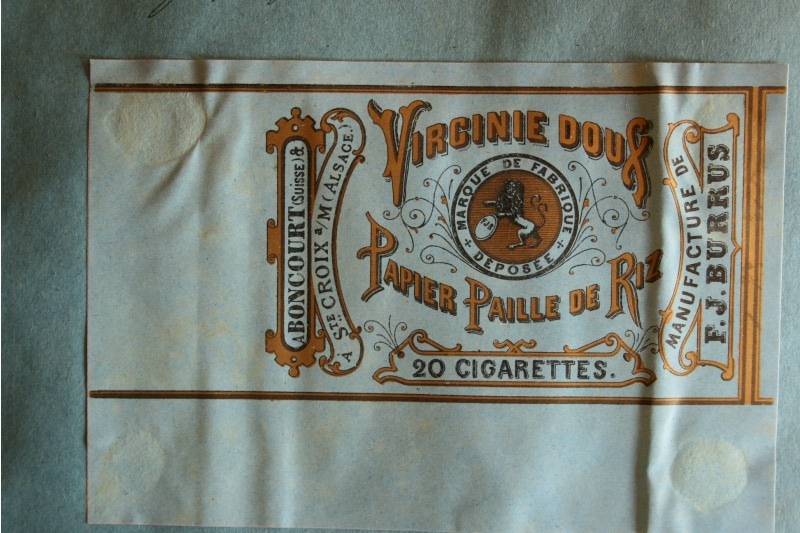 VIRGINIE DOUX
MARQUE DE FABRIQUE
DEPOSÉE
PAPIER PAILLE DE RIZ
20 CIGARETTES.
MANUFACTURE DE
F.J.BURRUS
A BONCOURT (SUISSE) &
A STE CROIX a/M (ALSACE.)